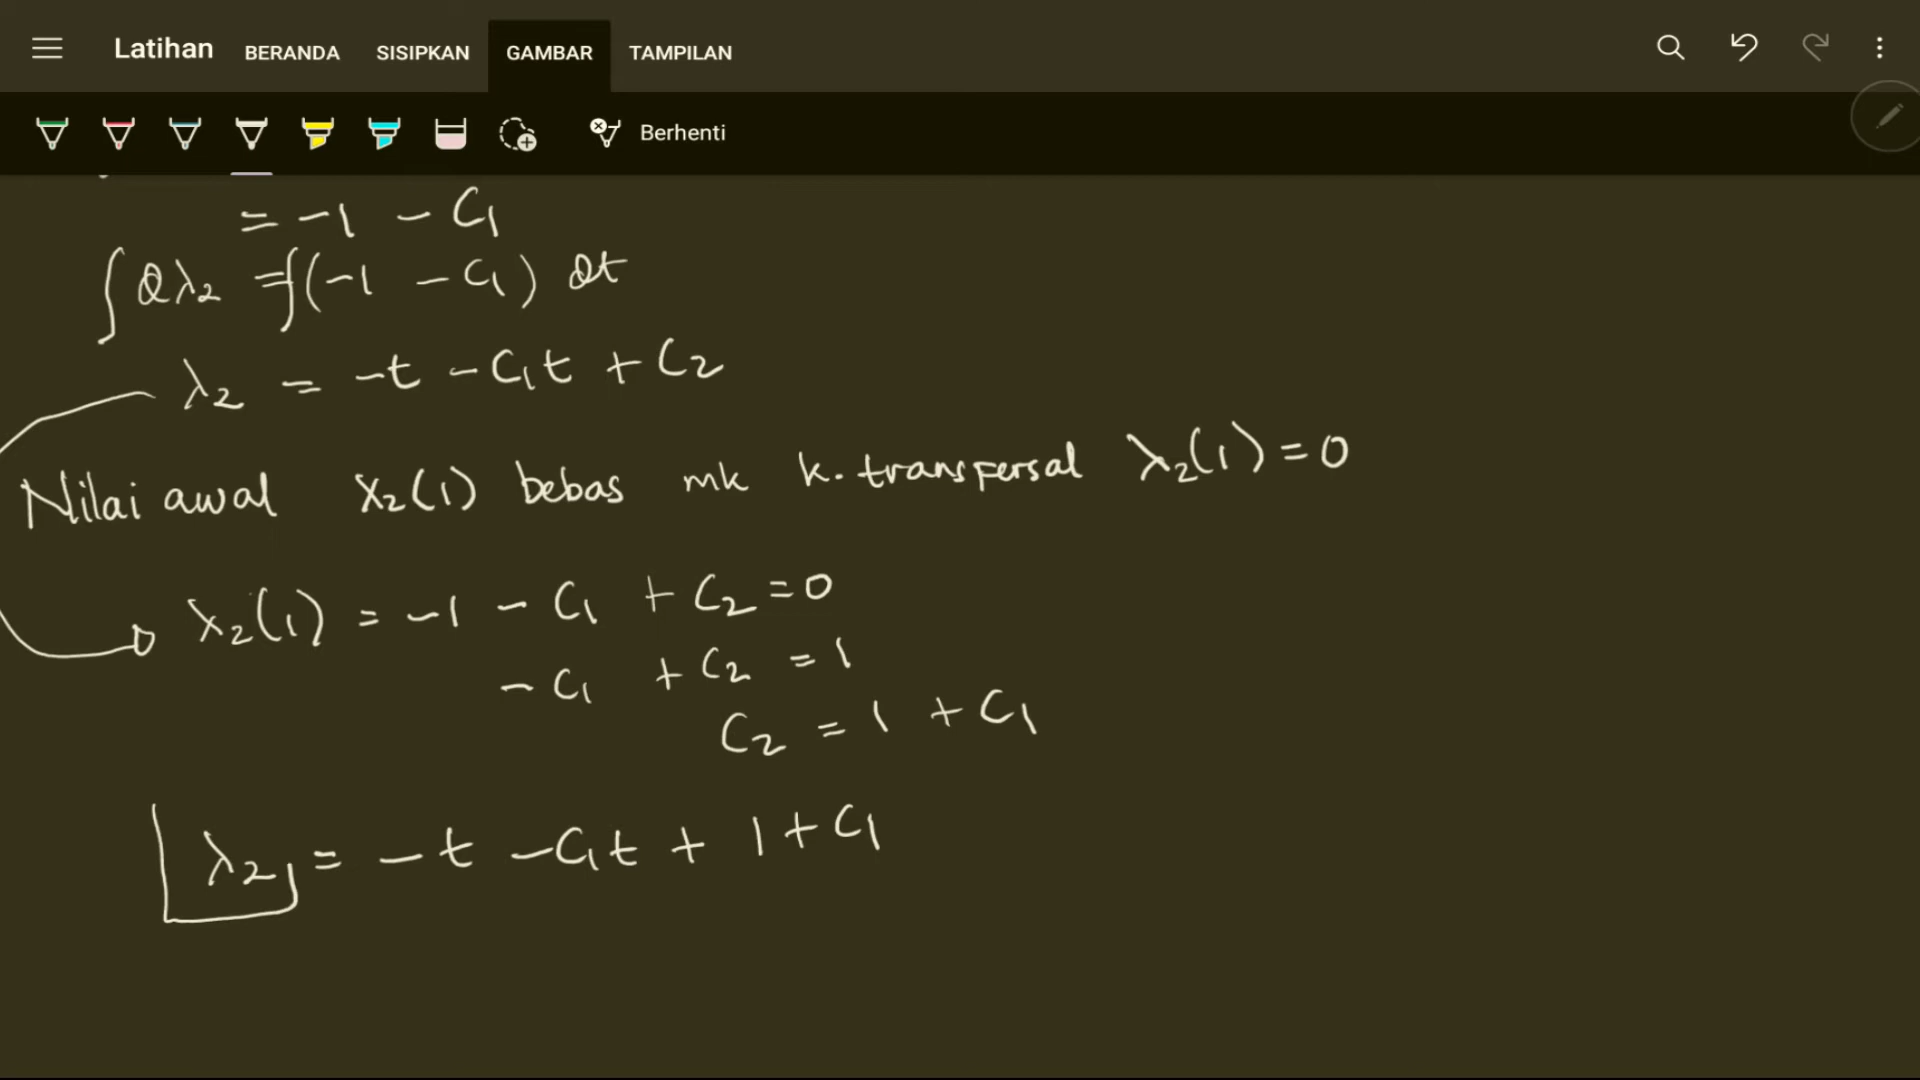 Latihan BERANDA SISIPKAN GAMBAR TAMPILAN
Berhenti
= -1 - C1
∫ dλ2 = ∫(-1 - C1) dt
λ2 = -t - C1t + C2
Nilai awal x2(1) bebas mk k.transpersal λ2(1) = 0
λ2(1) = -1 - C1 + C2 = 0
- C1 + C2 = 1
C2 = 1 + C1
λ2 = -t - C1t + 1 + C1